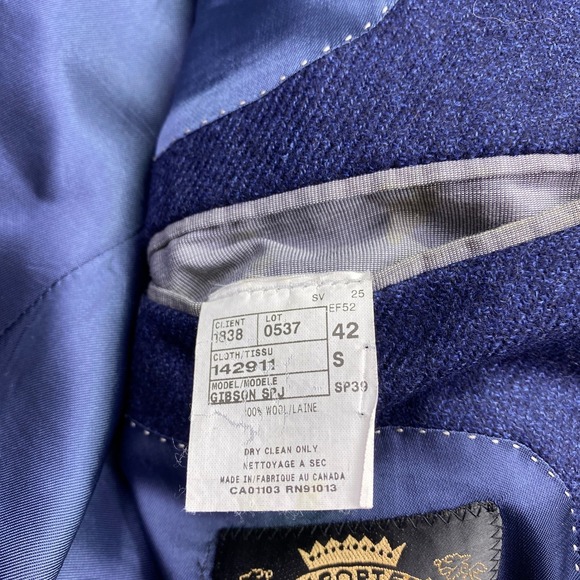 SV 25
EF52
CLIENT LOT
1838 0537 42
CLOTH/TISSU
142911 S
MODEL/MODELE
GIBSON SPJ SP39
100% WOOL/LAINE
DRY CLEAN ONLY
NETTOYAGE A SEC
MADE IN/FABRIQUE AU CANADA
CA01103 RN91013